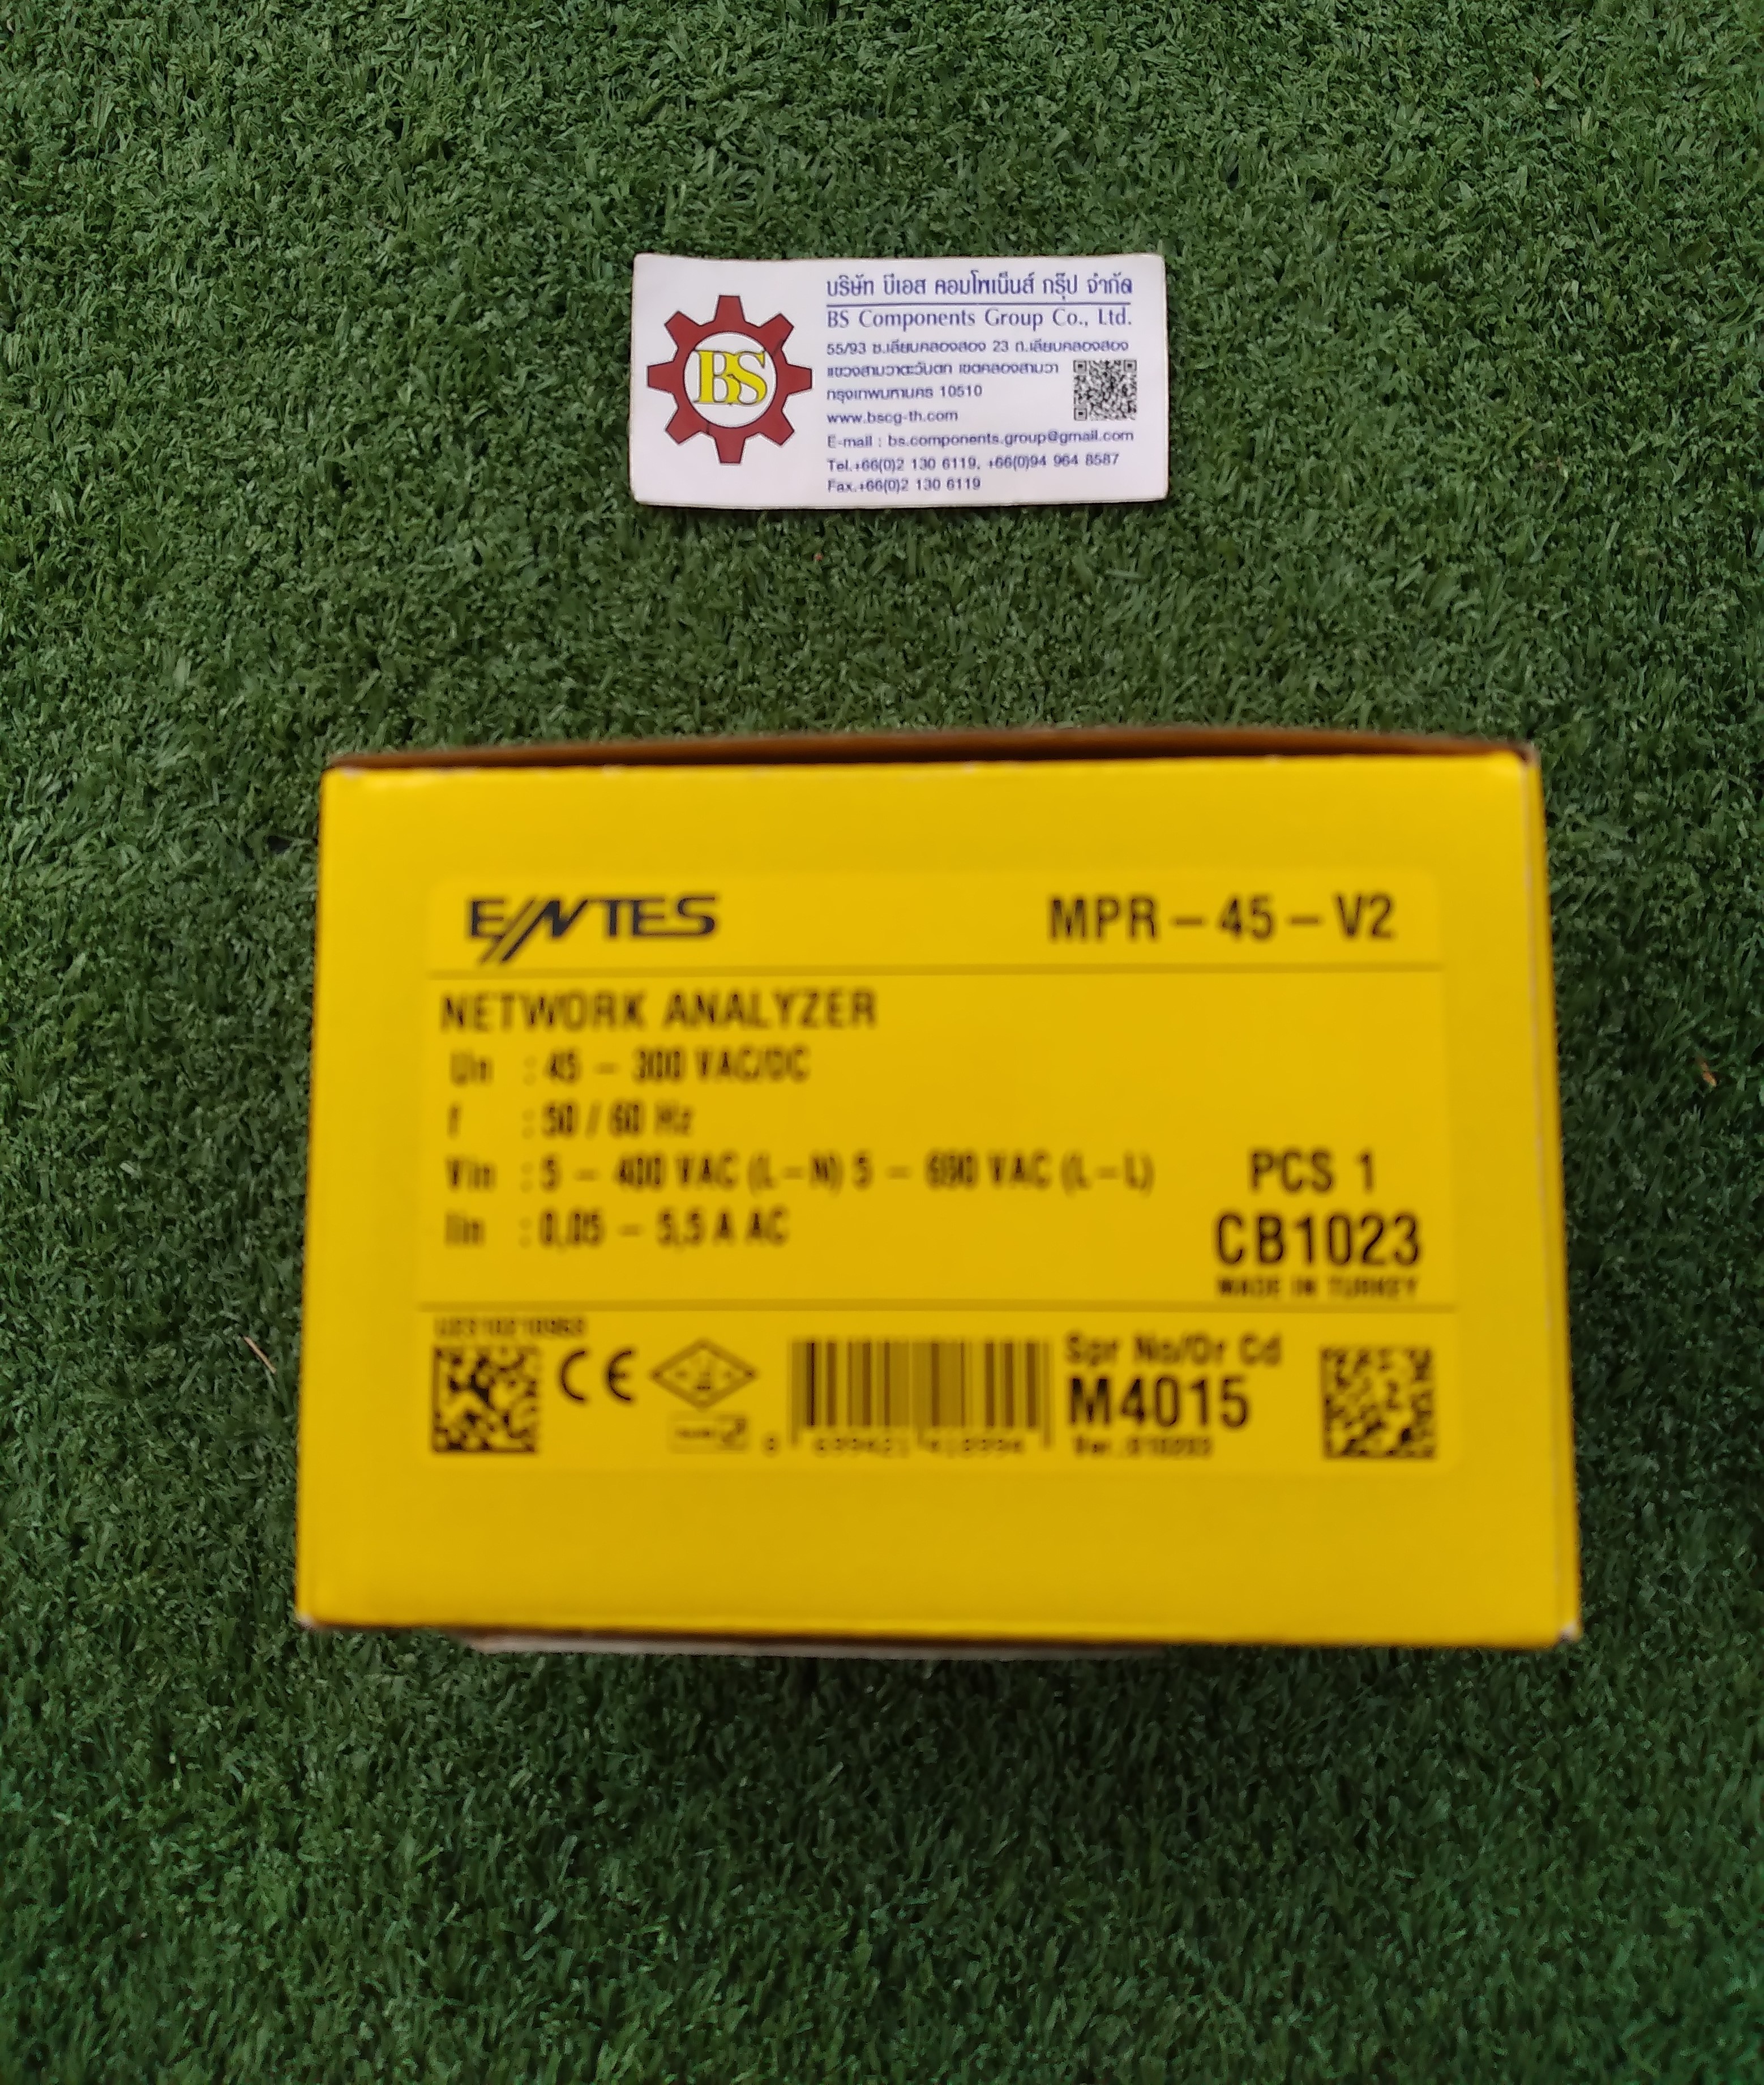 BS
บริษัท บีเอส คอมโพเน็นส์ กรุ๊ป จำกัด
BS Components Group Co., Ltd.
55/93 ซ.เลียบคลองสอง 23 ถ.เลียบคลองสอง
แขวงสามวาตะวันตก เขตคลองสามวา
กรุงเทพมหานคร 10510
www.bscg-th.com
E-mail : bs.components.group@gmail.com
Tel.+66(0)2 130 6119, +66(0)94 964 8587
Fax.+66(0)2 130 6119
ENTES MPR - 45 - V2
NETWORK ANALYZER
Un : 45 - 300 VAC/DC
f : 50 / 60 Hz
Vin : 5 - 400 VAC (L-N) 5 - 690 VAC (L-L)
Iin : 0,05 - 5,5 A AC
PCS 1
CB1023
MADE IN TURKEY
CE
Spr No/Or Cd
M4015